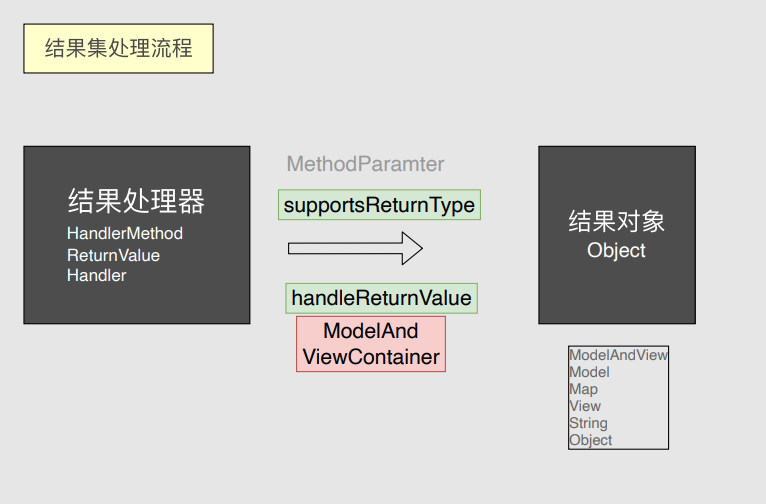 结果集处理流程
结果处理器
HandlerMethod
ReturnValue
Handler
MethodParamter
supportsReturnType
handleReturnValue
ModelAnd
ViewContainer
结果对象
Object
ModelAndView
Model
Map
View
String
Object